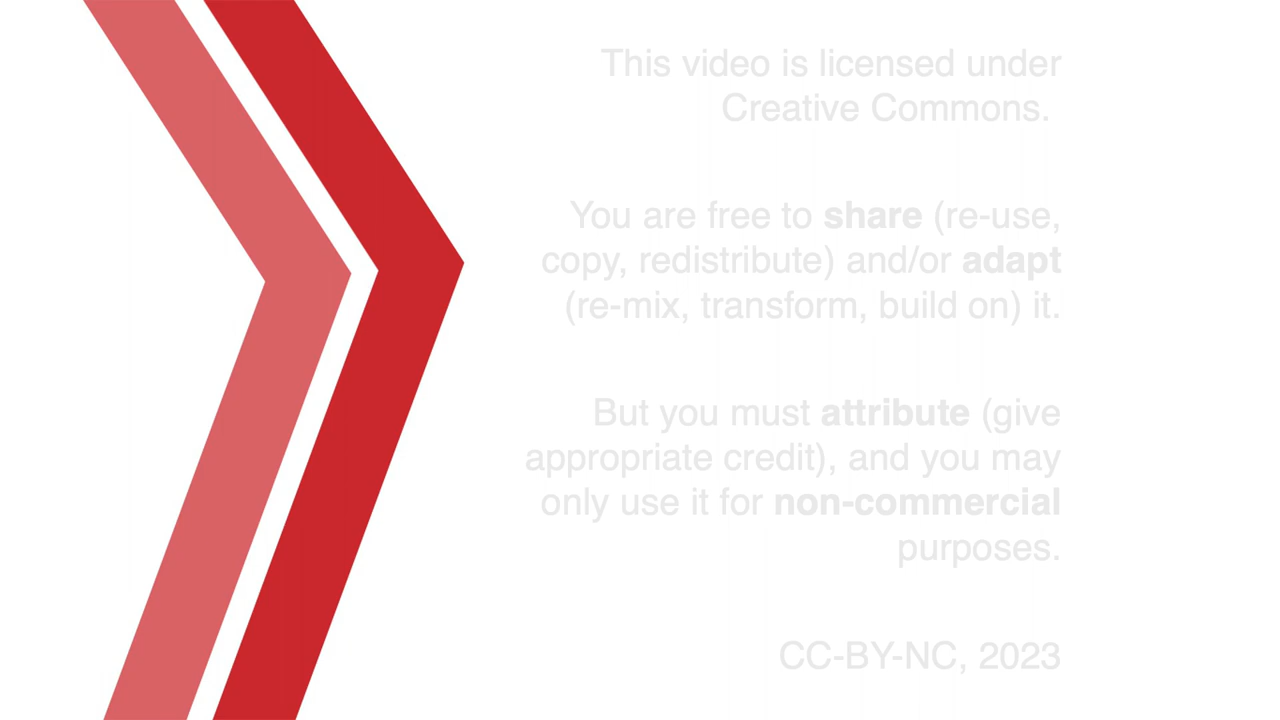 This video is licensed under
Creative Commons.
You are free to share (re-use,
copy, redistribute) and/or adapt
(re-mix, transform, build on) it.
But you must attribute (give
appropriate credit), and you may
only use it for non-commercial
purposes.
CC-BY-NC, 2023